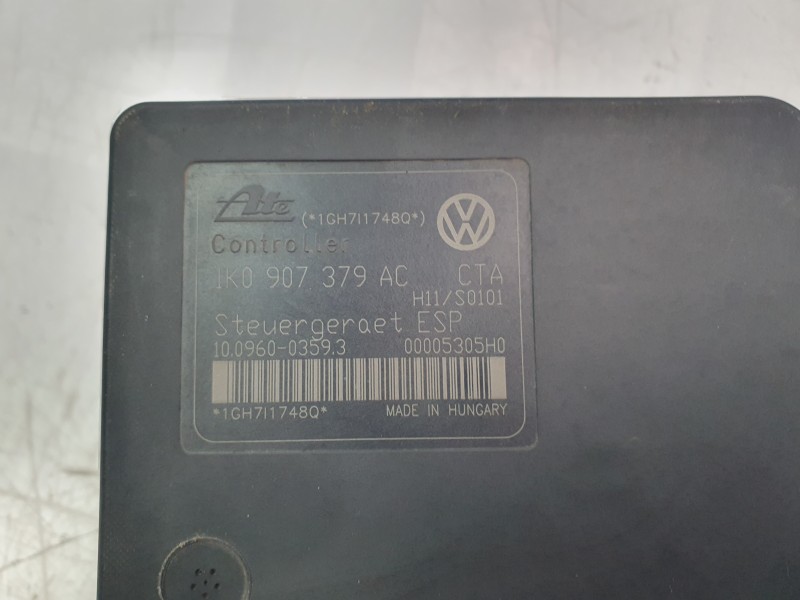 Ate (*1GH7I1748Q*)
VW
Controller
1K0 907 379 AC CTA
H11/S0101
Steuergeraet ESP
10.0960-0359.3 00005305H0
*1GH7I1748Q* MADE IN HUNGARY